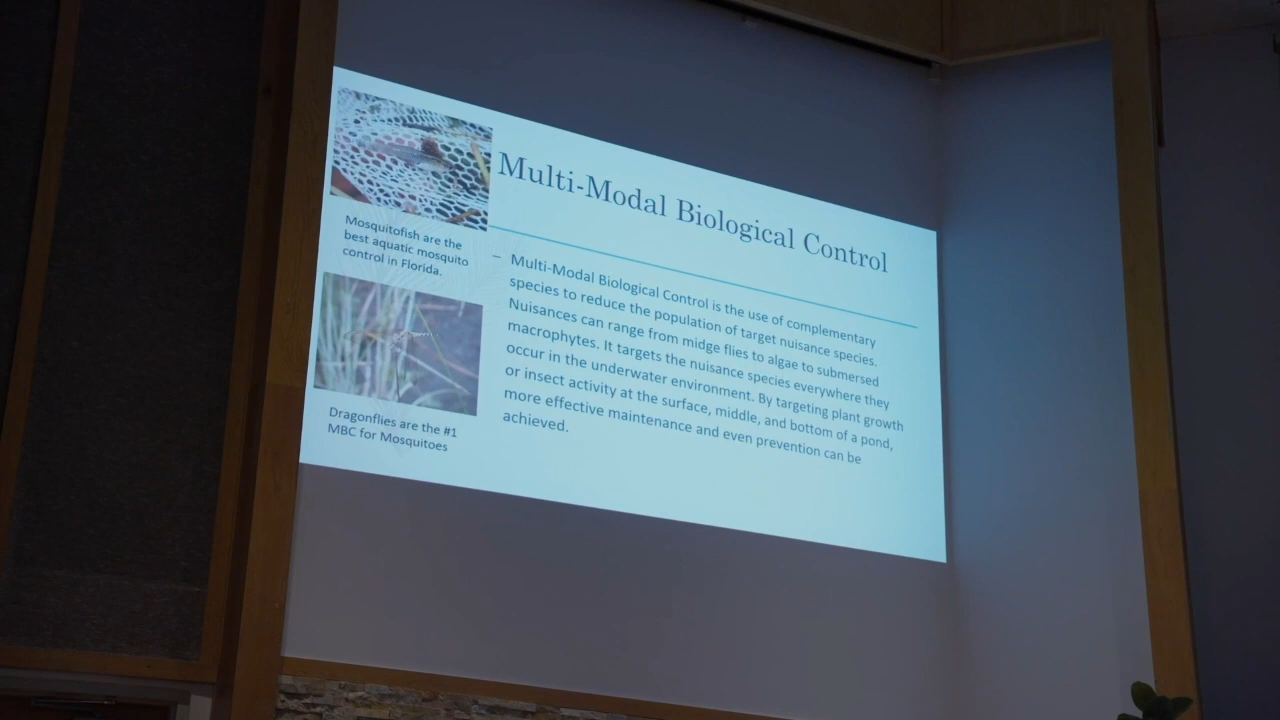 Multi-Modal Biological Control
Mosquitofish are the
best aquatic mosquito
control in Florida.
Dragonflies are the #1
MBC for Mosquitoes
– Multi-Modal Biological Control is the use of complementary
species to reduce the population of target nuisance species.
Nuisances can range from midge flies to algae to submersed
macrophytes. It targets the nuisance species everywhere they
occur in the underwater environment. By targeting plant growth
or insect activity at the surface, middle, and bottom of a pond,
more effective maintenance and even prevention can be
achieved.